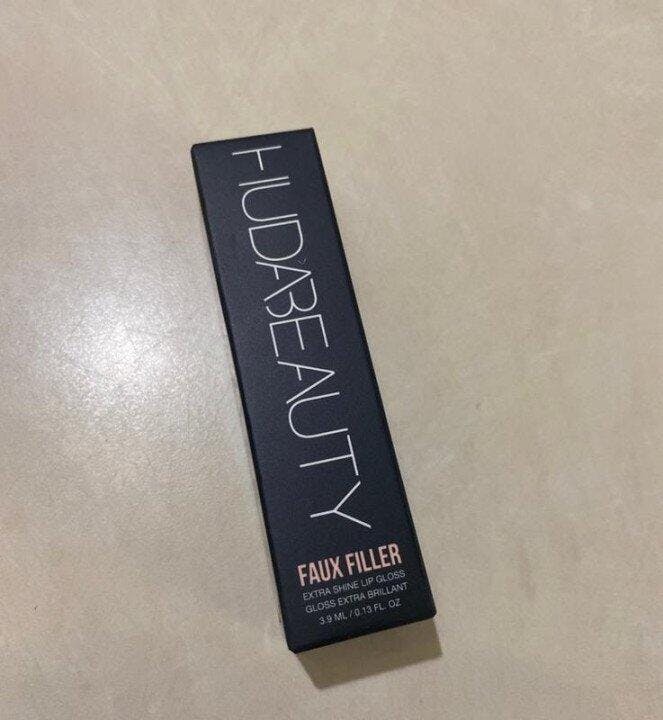 HUDABEAUTY
FAUX FILLER
EXTRA SHINE LIP GLOSS
GLOSS EXTRA BRILLANT
3.9 ML / 0.13 FL. OZ